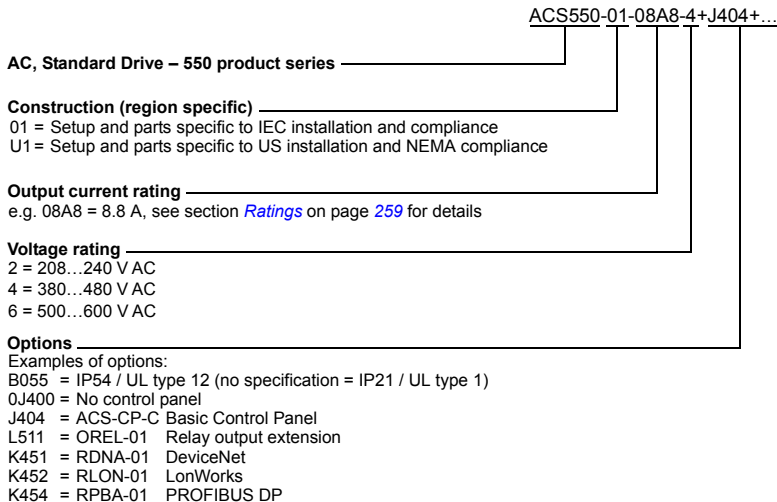 ACS550-01-08A8-4+J404+…
AC, Standard Drive – 550 product series
Construction (region specific)
01 = Setup and parts specific to IEC installation and compliance
U1 = Setup and parts specific to US installation and NEMA compliance
Output current rating
e.g. 08A8 = 8.8 A, see section Ratings on page 259 for details
Voltage rating
2 = 208…240 V AC
4 = 380…480 V AC
6 = 500…600 V AC
Options
Examples of options:
B055 = IP54 / UL type 12 (no specification = IP21 / UL type 1)
0J400 = No control panel
J404 = ACS-CP-C Basic Control Panel
L511 = OREL-01 Relay output extension
K451 = RDNA-01 DeviceNet
K452 = RLON-01 LonWorks
K454 = RPBA-01 PROFIBUS DP